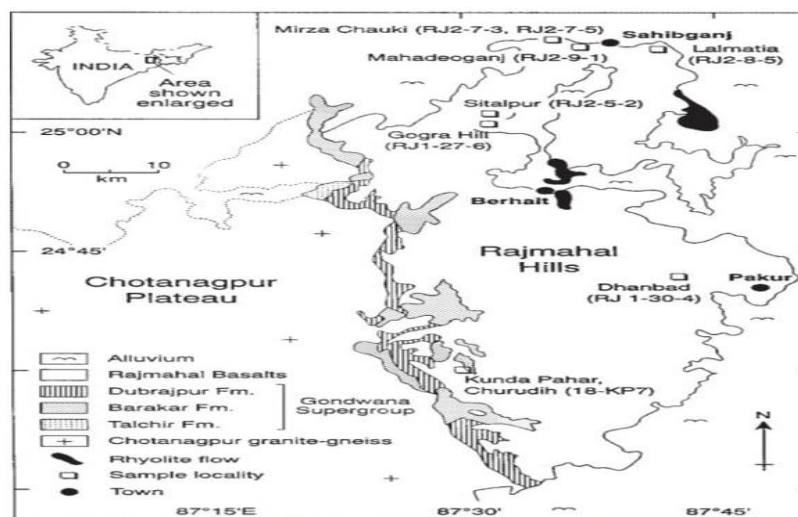 INDIA
Area
shown
enlarged
Mirza Chauki (RJ2-7-3, RJ2-7-5)
Sahibganj
Mahadeoganj (RJ2-9-1)
Lalmatia
(RJ2-8-5)
Sitalpur (RJ2-5-2)
25°00'N
Gogra Hill
(RJ1-27-6)
0 10
km
Berhait
24°45'
Rajmahal
Hills
Chotanagpur
Plateau
Dhanbad
(RJ 1-30-4)
Pakur
Alluvium
Rajmahal Basalts
Dubrajpur Fm.
Barakar Fm.
Talchir Fm.
Gondwana
Supergroup
Chotanagpur granite-gneiss
Rhyolite flow
Sample locality
Town
Kunda Pahar,
Churudih (18-KP7)
N
87°15'E 87°30' 87°45'